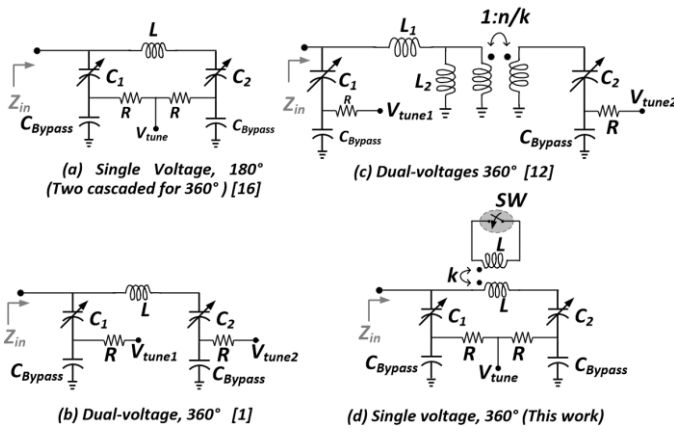 L
C1
C2
Zin
R
R
CBypass
Vtune
CBypass
(a) Single Voltage, 180°
(Two cascaded for 360°) [16]
1:n/k
L1
L2
C1
C2
Zin
R
Vtune1
CBypass
Vtune2
R
CBypass
(c) Dual-voltages 360° [12]
L
C1
C2
Zin
R
Vtune1
R
Vtune2
CBypass
CBypass
(b) Dual-voltage, 360° [1]
SW
L
k
L
C1
C2
Zin
R
R
CBypass
Vtune
CBypass
(d) Single voltage, 360° (This work)